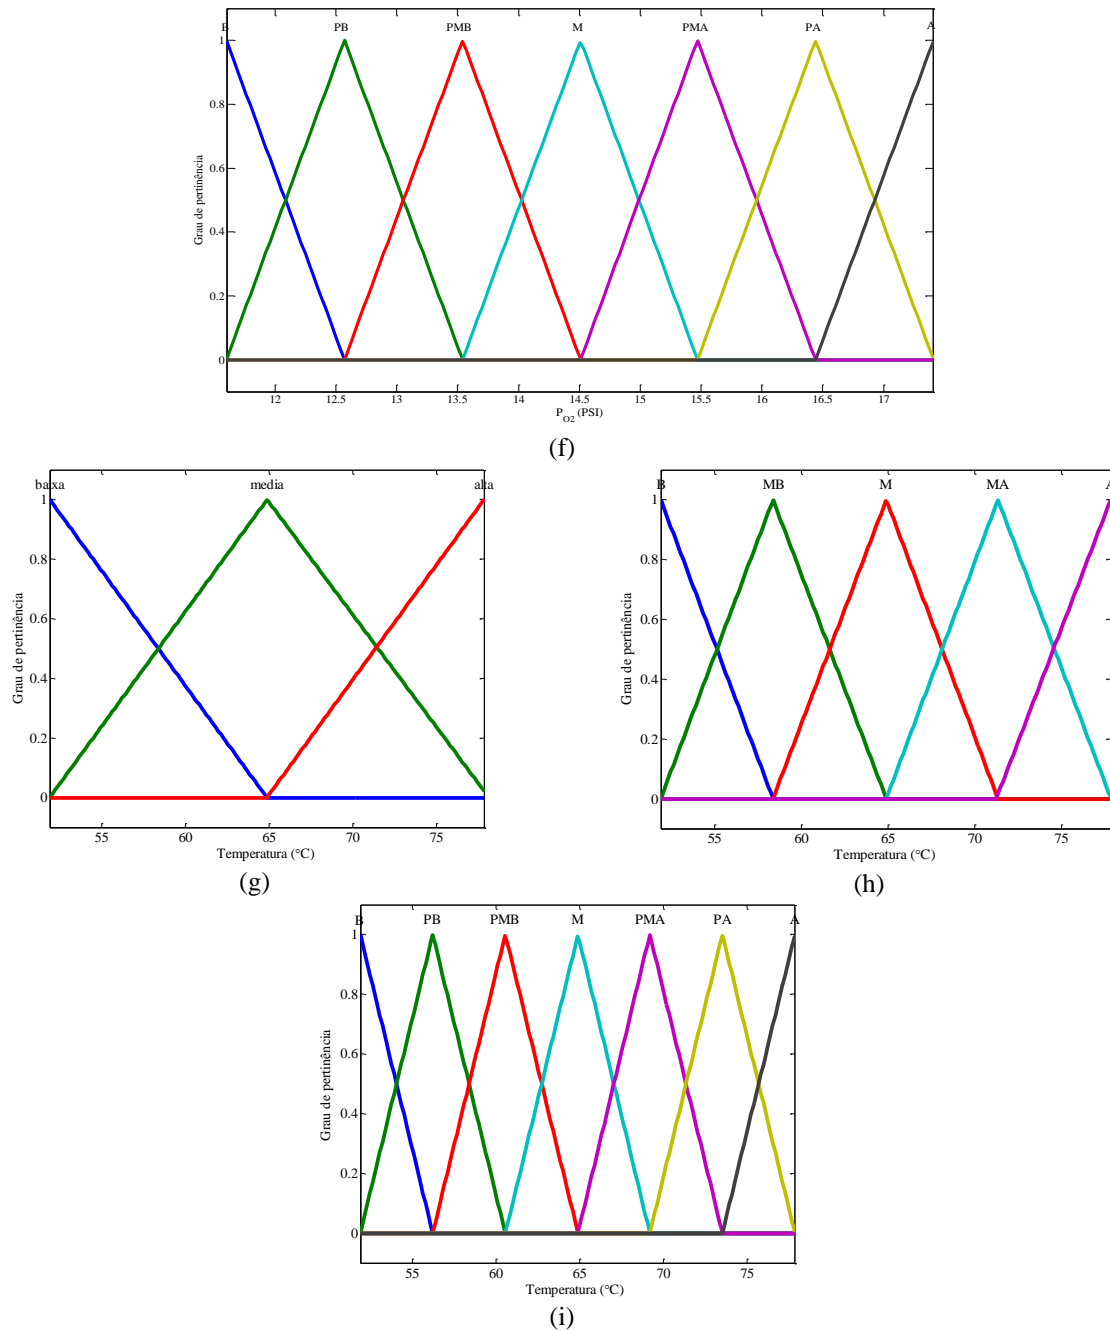 B PB PMB M PMA PA A
1
0.8
0.6
0.4
0.2
0
Grau de pertinência
12 12.5 13 13.5 14 14.5 15 15.5 16 16.5 17
P_O2 (PSI)
(f)
baixa media alta
1
0.8
0.6
0.4
0.2
0
Grau de pertinência
55 60 65 70 75
Temperatura (°C)
(g)
B MB M MA A
1
0.8
0.6
0.4
0.2
0
Grau de pertinência
55 60 65 70 75
Temperatura (°C)
(h)
B PB PMB M PMA PA A
1
0.8
0.6
0.4
0.2
0
Grau de pertinência
55 60 65 70 75
Temperatura (°C)
(i)